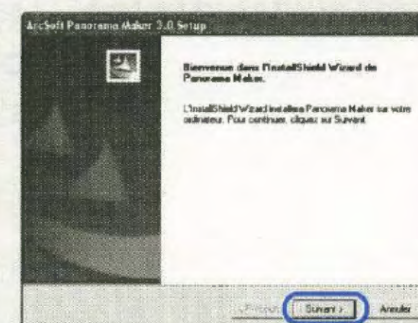 ArcSoft Panorama Maker 3.0 Setup
Bienvenue dans l'InstallShield Wizard de
Panorama Maker.
L'InstallShield Wizard installera Panorama Maker sur votre
ordinateur. Pour continuer, cliquez sur Suivant.
< Précédent
Suivant >
Annuler